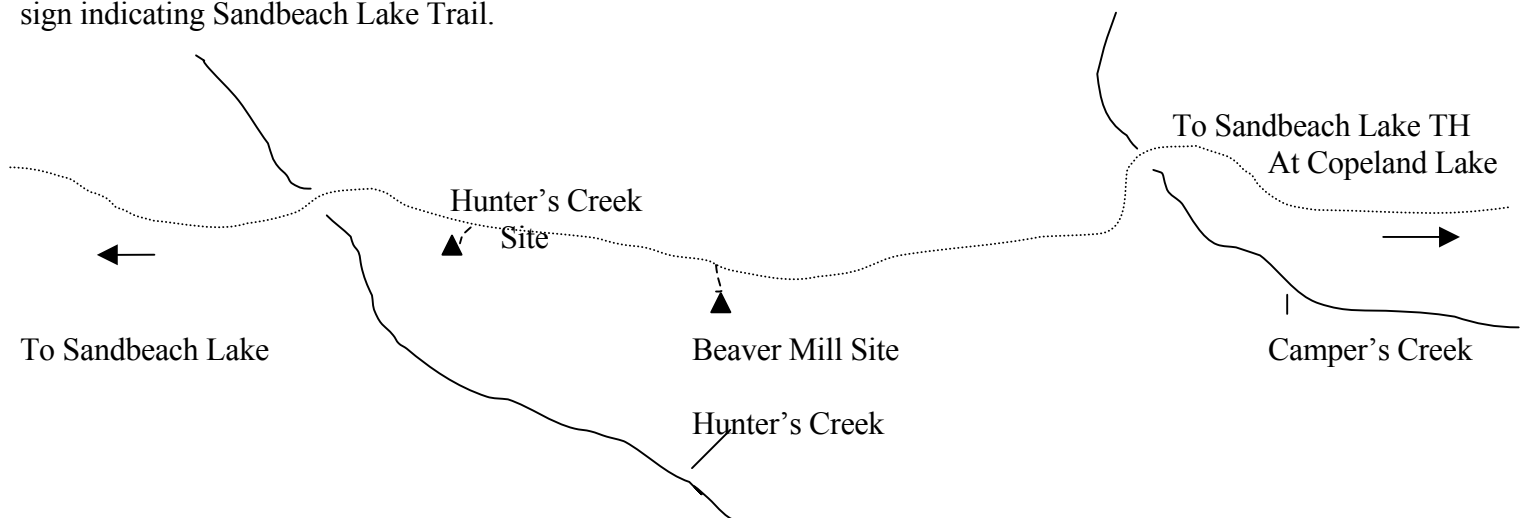 sign indicating Sandbeach Lake Trail.
To Sandbeach Lake TH
At Copeland Lake
Hunter’s Creek
Site
To Sandbeach Lake
Beaver Mill Site
Camper’s Creek
Hunter’s Creek